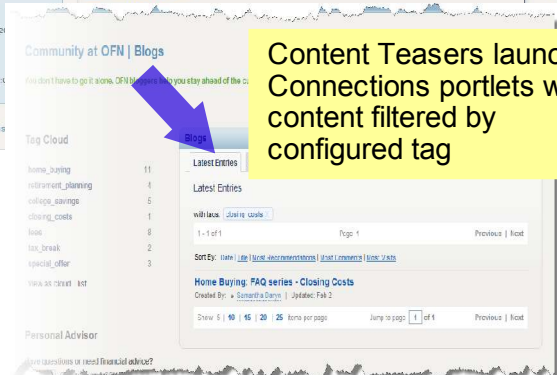 Community at OFN | Blogs
You don't have to go it alone. OFN bloggers help you stay ahead of the cu
Content Teasers launc
Connections portlets w
content filtered by
configured tag
Tag Cloud
home_buying 11
retirement_planning 4
college_savings 5
closing_costs 1
fees 8
tax_break 2
special_offer 3
View as cloud list
Blogs
Latest Entries
Latest Entries
with tags: closing_costs
1 - 1 of 1 Page 1 Previous | Next
Sort By: Date | Title | Most Recommendations | Most Comments | Most Visits
Home Buying: FAQ series - Closing Costs
Created By: Samantha Daryn | Updated: Feb 2
Show 5 | 10 | 15 | 20 | 25 items per page Jump to page 1 of 1 Previous | Next
Personal Advisor
Have questions or need financial advice?